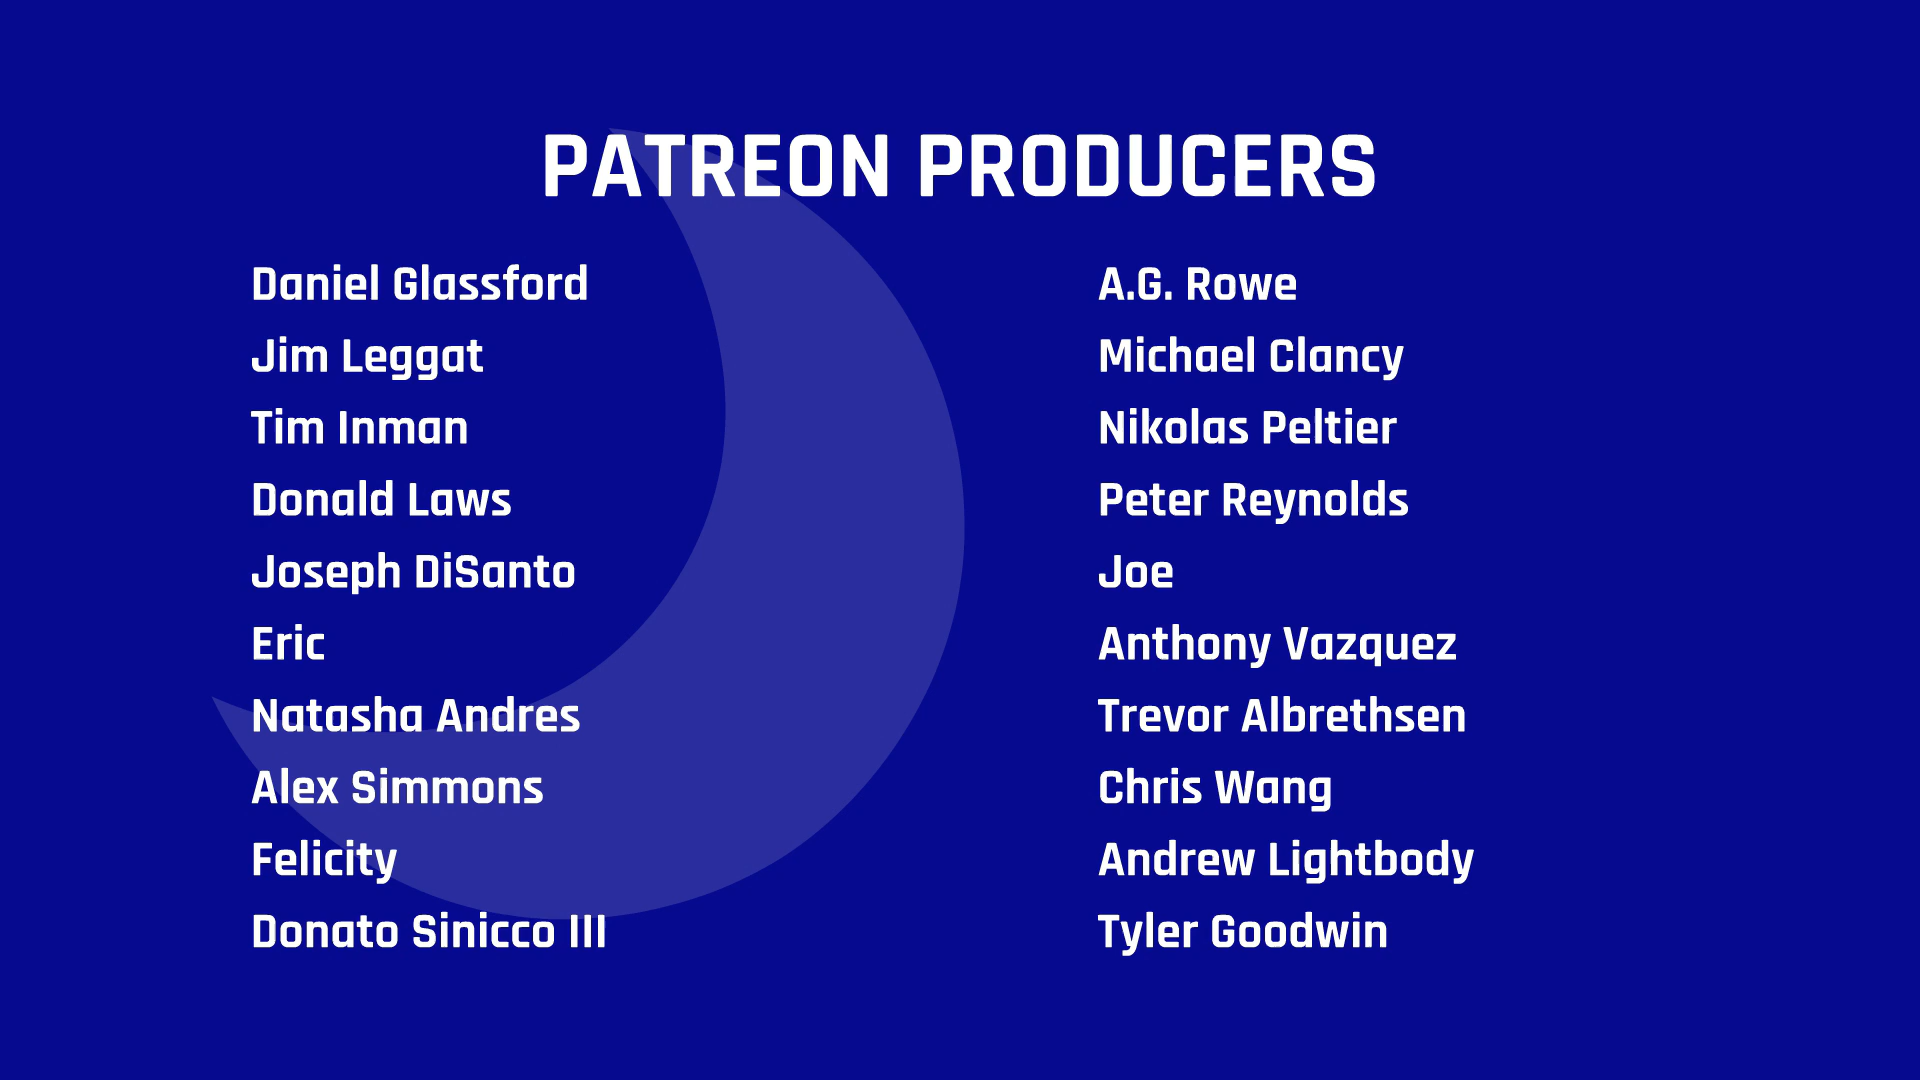 PATREON PRODUCERS
Daniel Glassford
Jim Leggat
Tim Inman
Donald Laws
Joseph DiSanto
Eric
Natasha Andres
Alex Simmons
Felicity
Donato Sinicco III
A.G. Rowe
Michael Clancy
Nikolas Peltier
Peter Reynolds
Joe
Anthony Vazquez
Trevor Albrethsen
Chris Wang
Andrew Lightbody
Tyler Goodwin